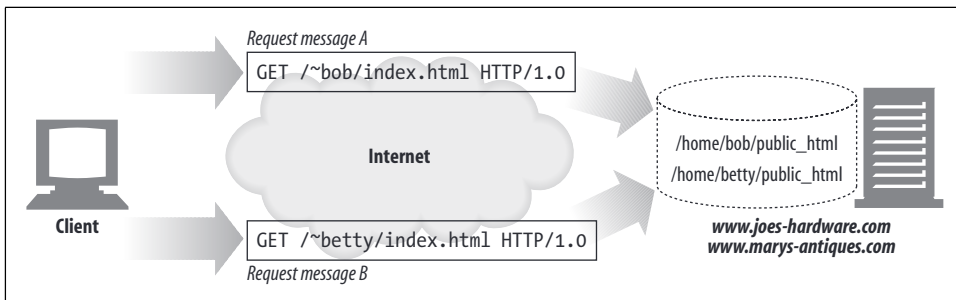 Request message A
GET /~bob/index.html HTTP/1.0
Internet
Client
GET /~betty/index.html HTTP/1.0
Request message B
/home/bob/public_html
/home/betty/public_html
www.joes-hardware.com
www.marys-antiques.com